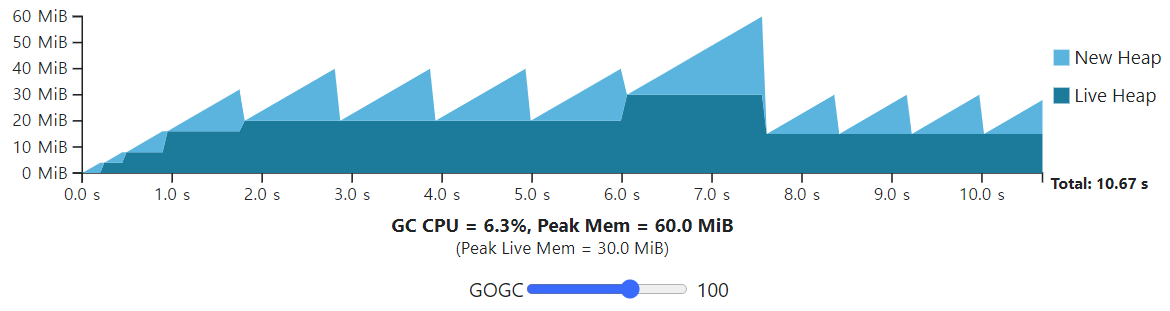 60 MiB
50 MiB
40 MiB
30 MiB
20 MiB
10 MiB
0 MiB
0.0 s 1.0 s 2.0 s 3.0 s 4.0 s 5.0 s 6.0 s 7.0 s 8.0 s 9.0 s 10.0 s
Total: 10.67 s
New Heap
Live Heap
GC CPU = 6.3%, Peak Mem = 60.0 MiB
(Peak Live Mem = 30.0 MiB)
GOGC 100